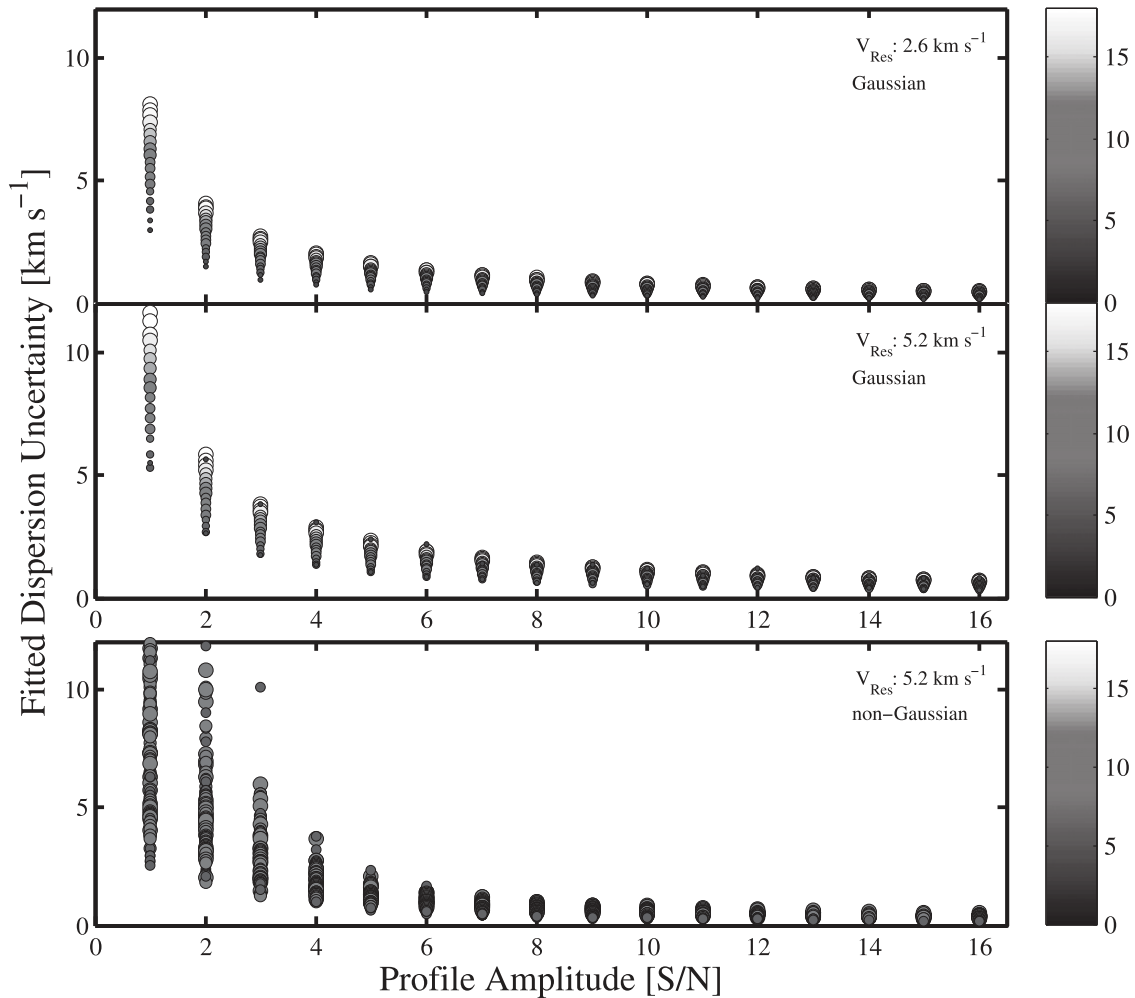 Fitted Dispersion Uncertainty [km s⁻¹]
10
5
0
V_Res: 2.6 km s⁻¹
Gaussian
15
10
5
0
10
5
0
V_Res: 5.2 km s⁻¹
Gaussian
15
10
5
0
0 2 4 6 8 10 12 14 16
10
5
0
V_Res: 5.2 km s⁻¹
non−Gaussian
15
10
5
0
0 2 4 6 8 10 12 14 16
Profile Amplitude [S/N]